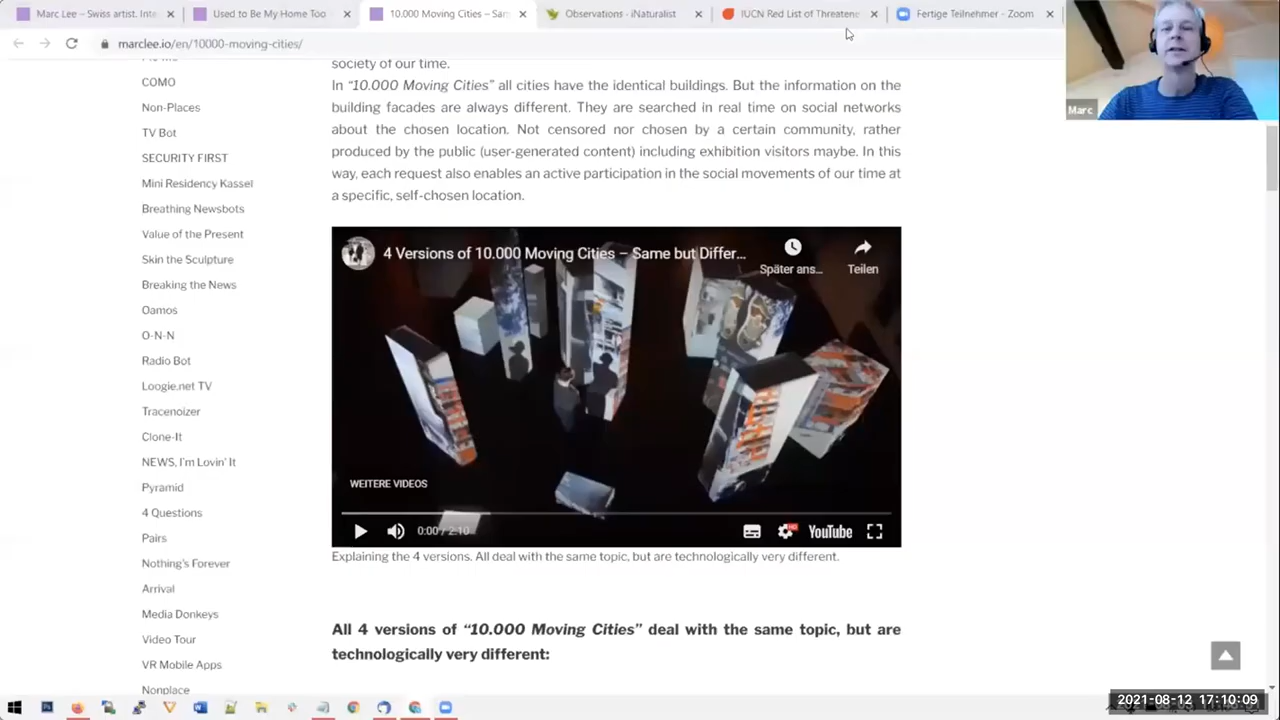 Marc Lee – Swiss artist. Inte
Used to Be My Home Too
10.000 Moving Cities – Sam
Observations · iNaturalist
IUCN Red List of Threatene
Fertige Teilnehmer - Zoom
marclee.io/en/10000-moving-cities/
Marc
COMO
Non-Places
TV Bot
SECURITY FIRST
Mini Residency Kassel
Breathing Newsbots
Value of the Present
Skin the Sculpture
Breaking the News
Oamos
O-N-N
Radio Bot
Loogie.net TV
Tracenoizer
Clone-It
NEWS, I'm Lovin' It
Pyramid
4 Questions
Pairs
Nothing's Forever
Arrival
Media Donkeys
Video Tour
VR Mobile Apps
Nonplace
society of our time.
In “10.000 Moving Cities” all cities have the identical buildings. But the information on the
building facades are always different. They are searched in real time on social networks
about the chosen location. Not censored nor chosen by a certain community, rather
produced by the public (user-generated content) including exhibition visitors maybe. In this
way, each request also enables an active participation in the social movements of our time at
a specific, self-chosen location.
4 Versions of 10.000 Moving Cities – Same but Differ...
Später ans...
Teilen
WEITERE VIDEOS
0:00 / 2:10
HD
YouTube
Explaining the 4 versions. All deal with the same topic, but are technologically very different.
All 4 versions of “10.000 Moving Cities” deal with the same topic, but are
technologically very different:
2021-08-12 17:10:09